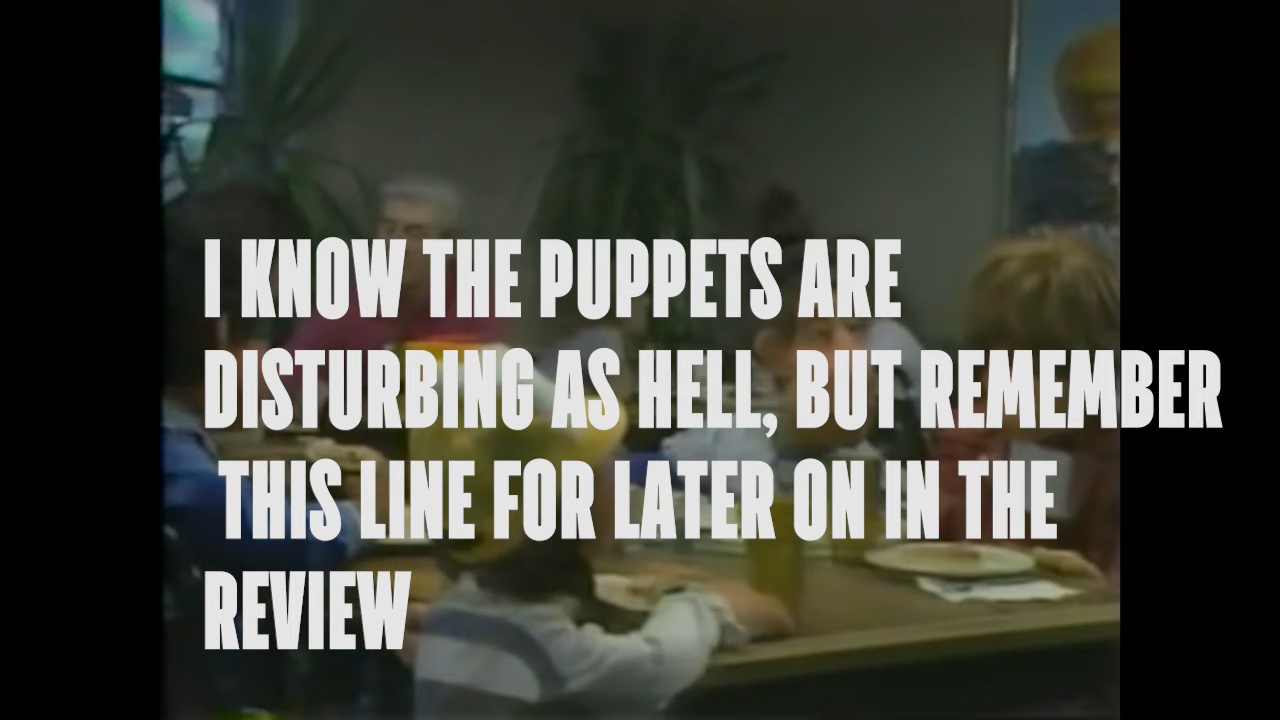 I KNOW THE PUPPETS ARE
DISTURBING AS HELL, BUT REMEMBER
THIS LINE FOR LATER ON IN THE
REVIEW